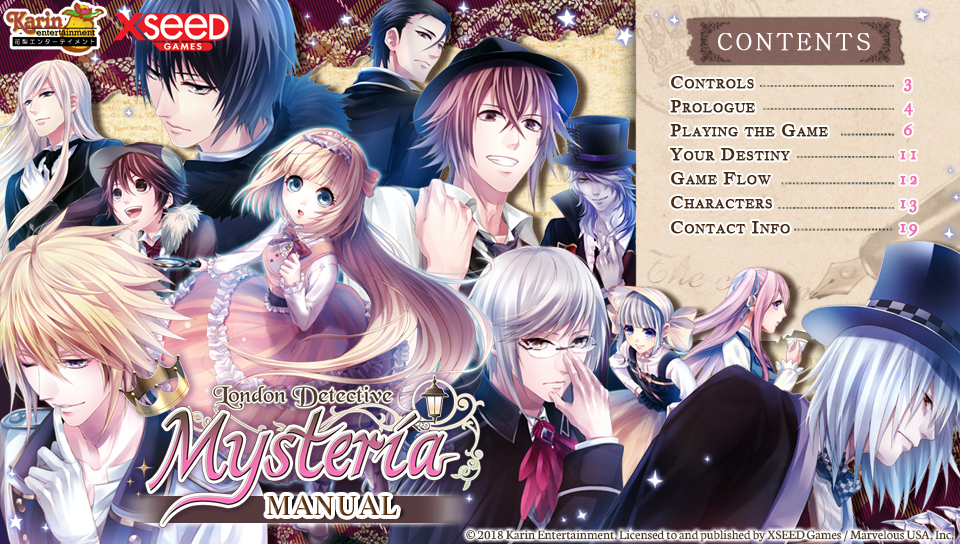 Karin
entertainment
花梨エンターテイメント
XSEED
GAMES
CONTENTS
Controls 3
Prologue 4
Playing the Game 6
Your Destiny 11
Game Flow 12
Characters 13
Contact Info 19
London Detective
Mysteria
MANUAL
© 2018 Karin Entertainment. Licensed to and published by XSEED Games / Marvelous USA, Inc.